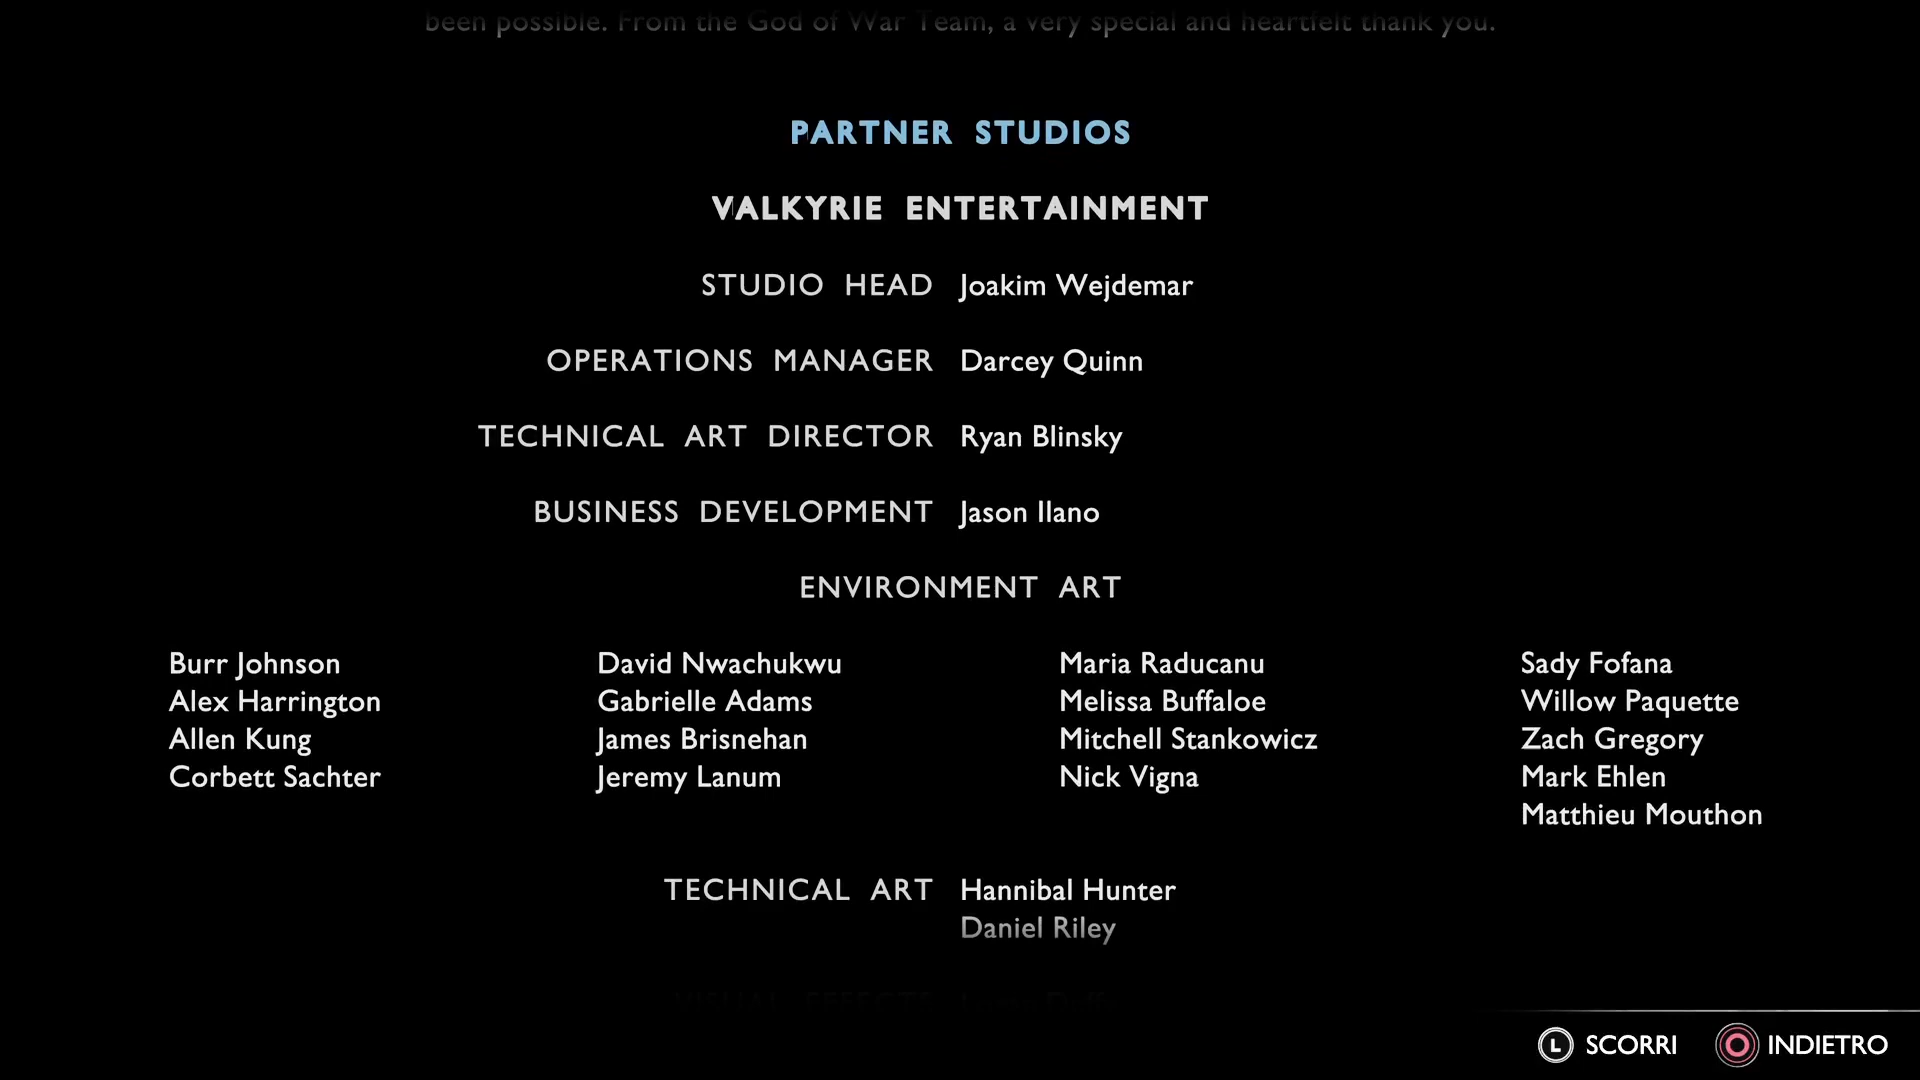 been possible. From the God of War Team, a very special and heartfelt thank you.
PARTNER STUDIOS
VALKYRIE ENTERTAINMENT
STUDIO HEAD Joakim Wejdemar
OPERATIONS MANAGER Darcey Quinn
TECHNICAL ART DIRECTOR Ryan Blinsky
BUSINESS DEVELOPMENT Jason Ilano
ENVIRONMENT ART
Burr Johnson
Alex Harrington
Allen Kung
Corbett Sachter
David Nwachukwu
Gabrielle Adams
James Brisnehan
Jeremy Lanum
Maria Raducanu
Melissa Buffaloe
Mitchell Stankowicz
Nick Vigna
Sady Fofana
Willow Paquette
Zach Gregory
Mark Ehlen
Matthieu Mouthon
TECHNICAL ART Hannibal Hunter
Daniel Riley
VISUAL EFFECTS
L SCORRI INDIETRO